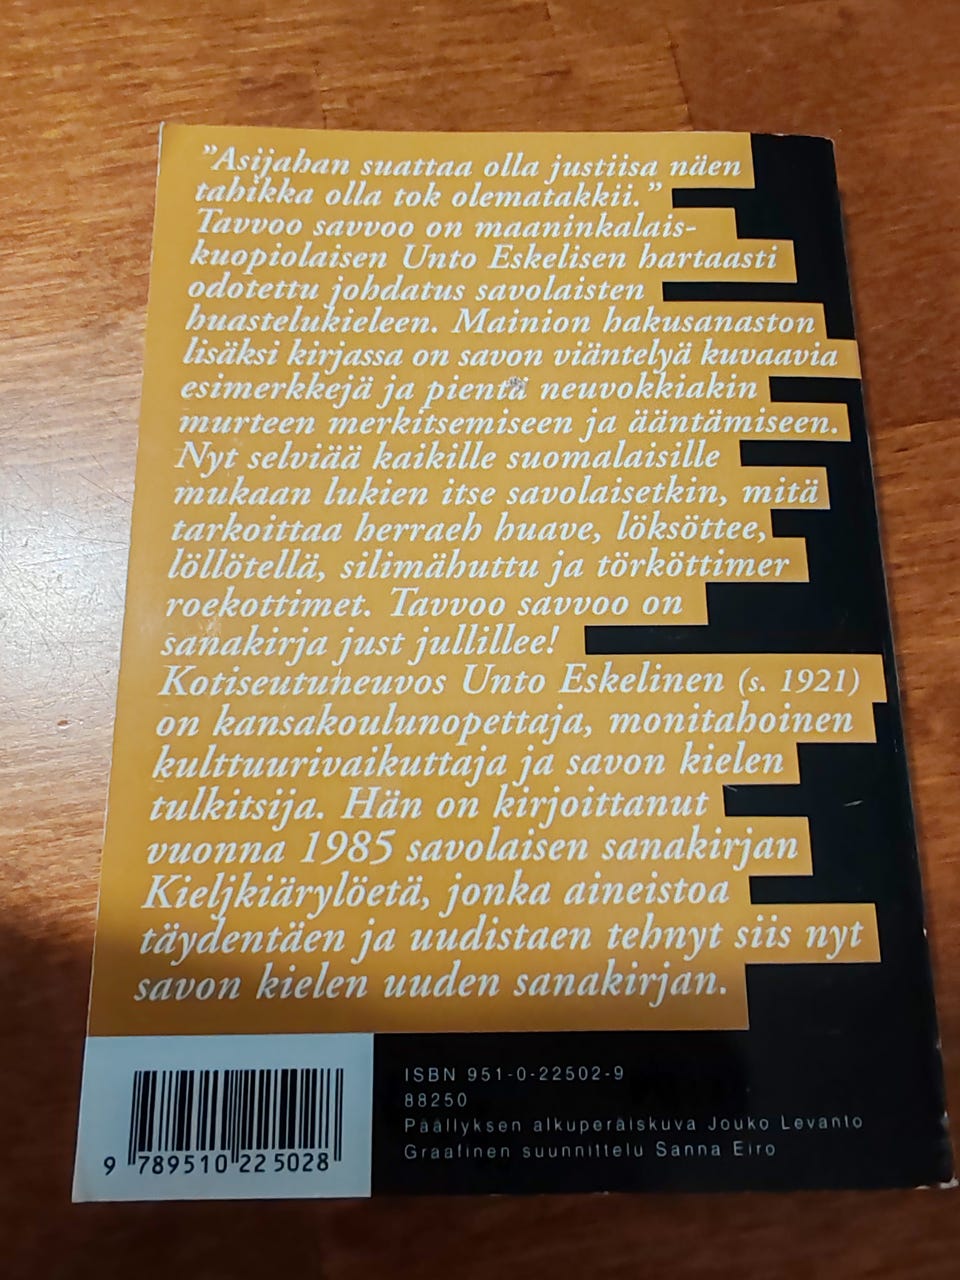 "Asijahan suattaa olla justiisa näen
tahikka olla tok olematakkii."
Tavvoo savvoo on maaninkalais-
kuopiolaisen Unto Eskelisen hartaasti
odotettu johdatus savolaisten
huastelukieleen. Mainion hakusanaston
lisäksi kirjassa on savon viäntelyä kuvaavia
esimerkkejä ja pientä neuvokkiakin
murteen merkitsemiseen ja ääntämiseen.
Nyt selviää kaikille suomalaisille
mukaan lukien itse savolaisetkin, mitä
tarkoittaa herraeh huave, löksöttee,
löllötellä, silimähuttu ja törköttimer
roekottimet. Tavvoo savvoo on
sanakirja just jullillee!
Kotiseutuneuvos Unto Eskelinen (s. 1921)
on kansakoulunopettaja, monitahoinen
kulttuurivaikuttaja ja savon kielen
tulkitsija. Hän on kirjoittanut
vuonna 1985 savolaisen sanakirjan
Kieljkiärylöetä, jonka aineistoa
täydentäen ja uudistaen tehnyt siis nyt
savon kielen uuden sanakirjan.
ISBN 951-0-22502-9
88250
Päällyksen alkuperäiskuva Jouko Levanto
Graafinen suunnittelu Sanna Eiro
9 789510 225028